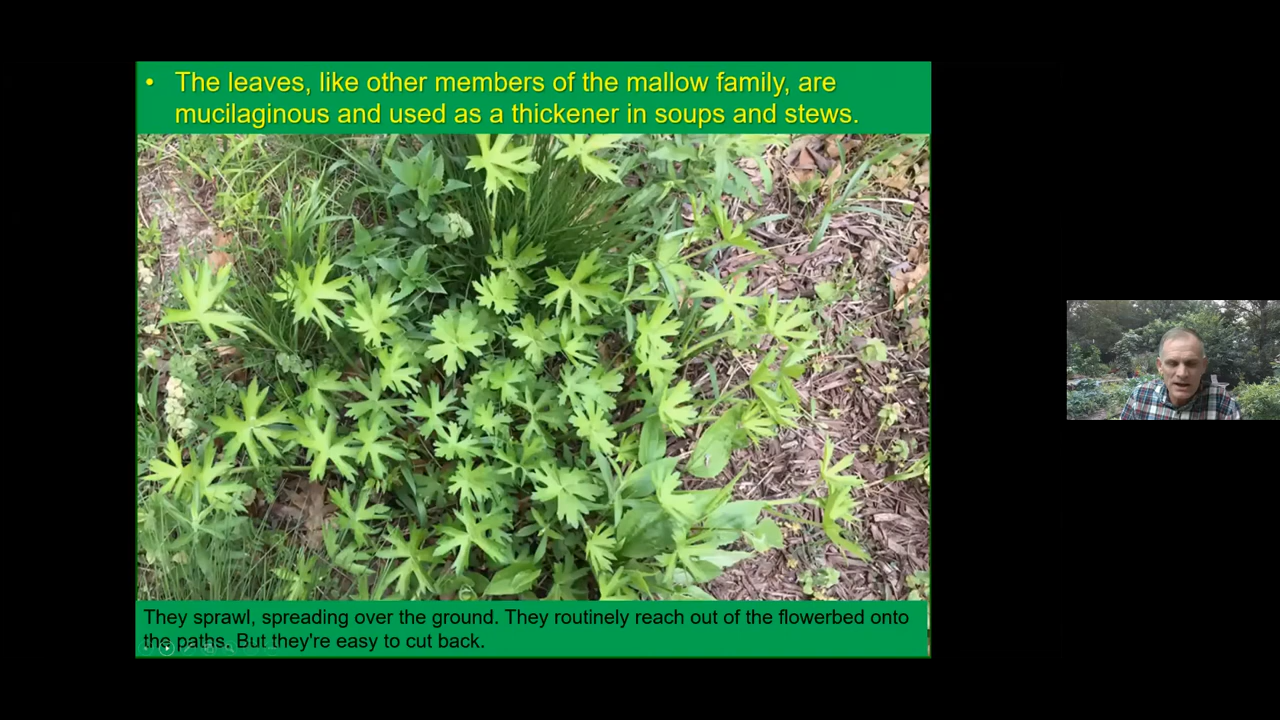 • The leaves, like other members of the mallow family, are
mucilaginous and used as a thickener in soups and stews.
They sprawl, spreading over the ground. They routinely reach out of the flowerbed onto
the paths. But they're easy to cut back.